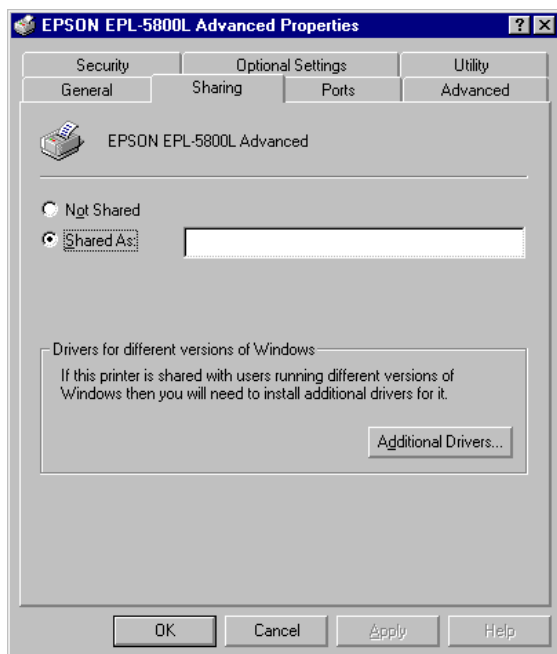 EPSON EPL-5800L Advanced Properties
Security Optional Settings Utility
General Sharing Ports Advanced
EPSON EPL-5800L Advanced
Not Shared
Shared As:
Drivers for different versions of Windows
If this printer is shared with users running different versions of
Windows then you will need to install additional drivers for it.
Additional Drivers...
OK Cancel Apply Help